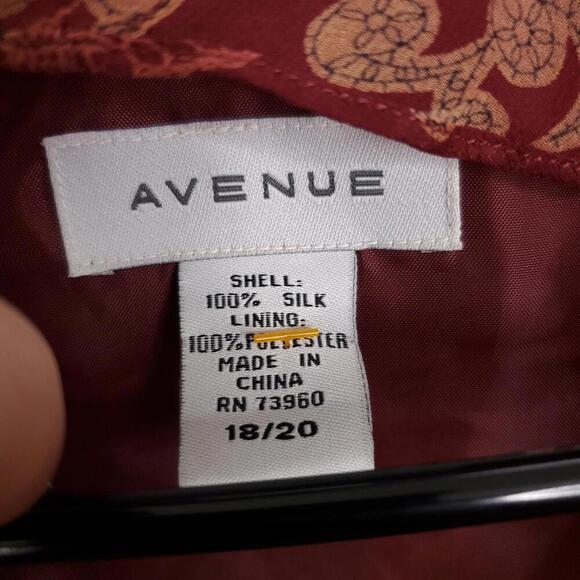 AVENUE
SHELL:
100% SILK
LINING:
100% POLYESTER
MADE IN
CHINA
RN 73960
18/20